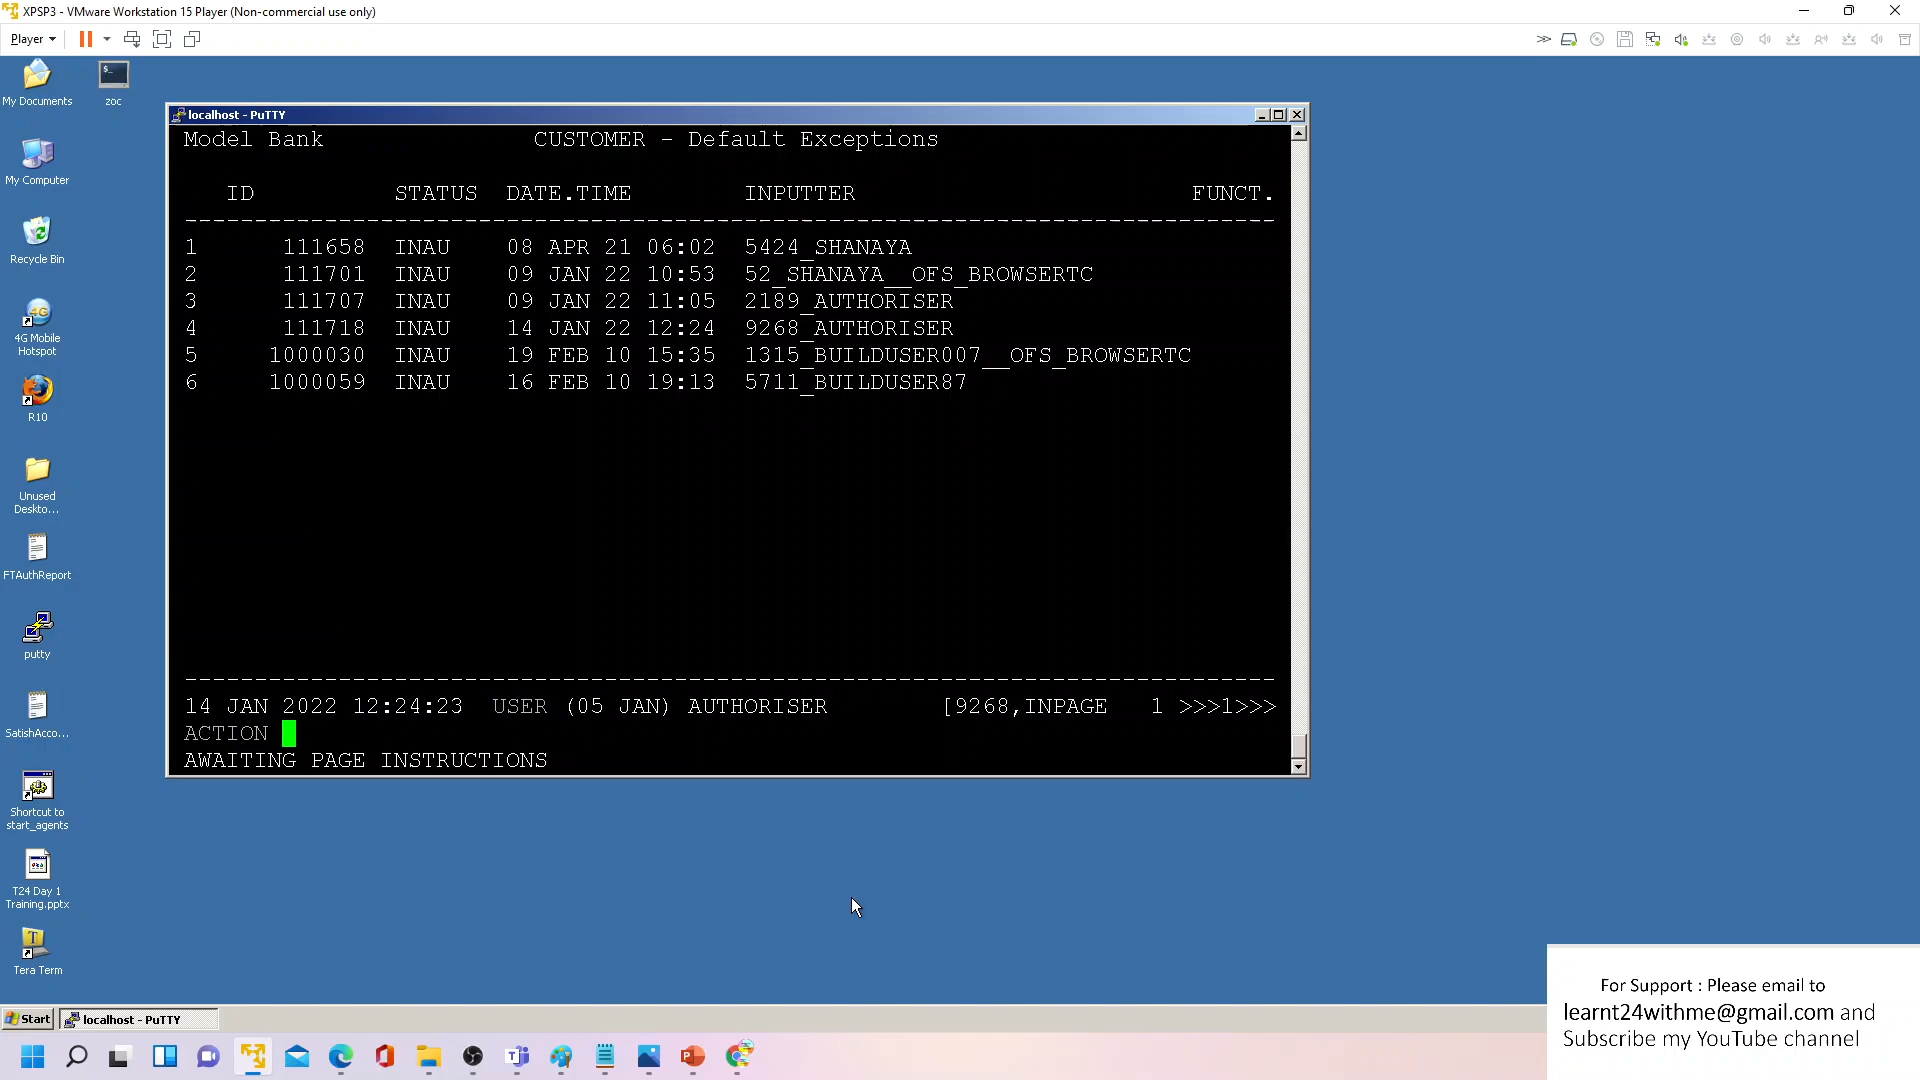 XPSP3 - VMware Workstation 15 Player (Non-commercial use only)
Player
My Documents
zoc
My Computer
Recycle Bin
4G
4G Mobile
Hotspot
R10
Unused
Deskto...
FTAuthReport
putty
SatishAcco...
Shortcut to
start_agents
T24 Day 1
Training.pptx
Tera Term
localhost - PuTTY
Model Bank CUSTOMER - Default Exceptions
ID STATUS DATE.TIME INPUTTER FUNCT.
------------------------------------------------------------------------------
1 111658 INAU 08 APR 21 06:02 5424_SHANAYA
2 111701 INAU 09 JAN 22 10:53 52_SHANAYA__OFS_BROWSERTC
3 111707 INAU 09 JAN 22 11:05 2189_AUTHORISER
4 111718 INAU 14 JAN 22 12:24 9268_AUTHORISER
5 1000030 INAU 19 FEB 10 15:35 1315_BUILDUSER007__OFS_BROWSERTC
6 1000059 INAU 16 FEB 10 19:13 5711_BUILDUSER87
------------------------------------------------------------------------------
14 JAN 2022 12:24:23 USER (05 JAN) AUTHORISER [9268,INPAGE 1 >>>1>>>
ACTION
AWAITING PAGE INSTRUCTIONS
Start
localhost - PuTTY
For Support : Please email to
learnt24withme@gmail.com and
Subscribe my YouTube channel